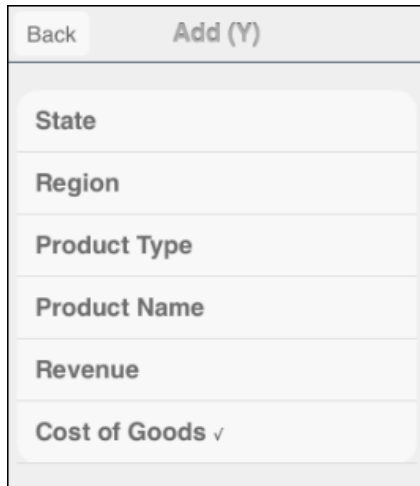 Back Add (Y)
State
Region
Product Type
Product Name
Revenue
Cost of Goods √